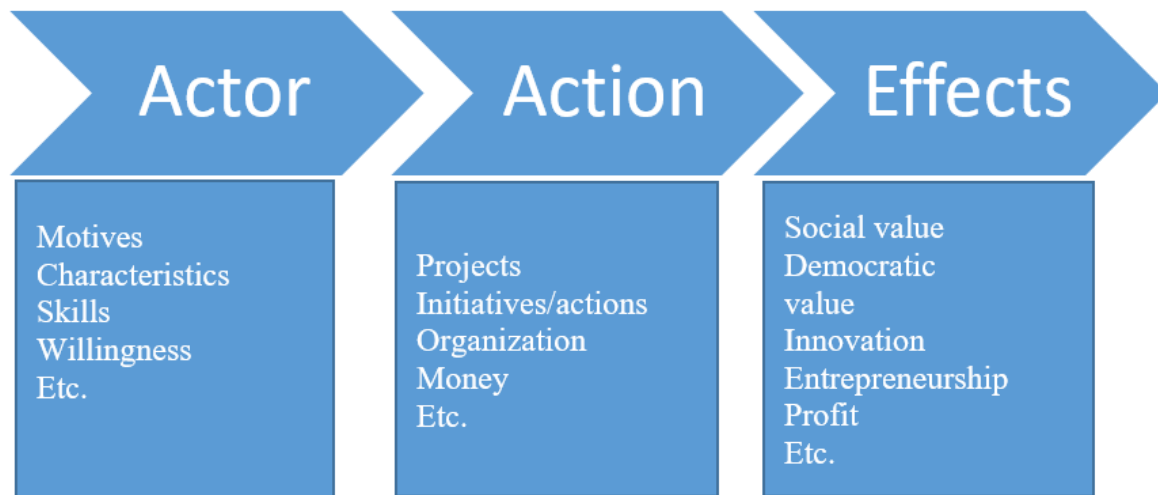 Actor
Motives
Characteristics
Skills
Willingness
Etc.
Action
Projects
Initiatives/actions
Organization
Money
Etc.
Effects
Social value
Democratic
value
Innovation
Entrepreneurship
Profit
Etc.